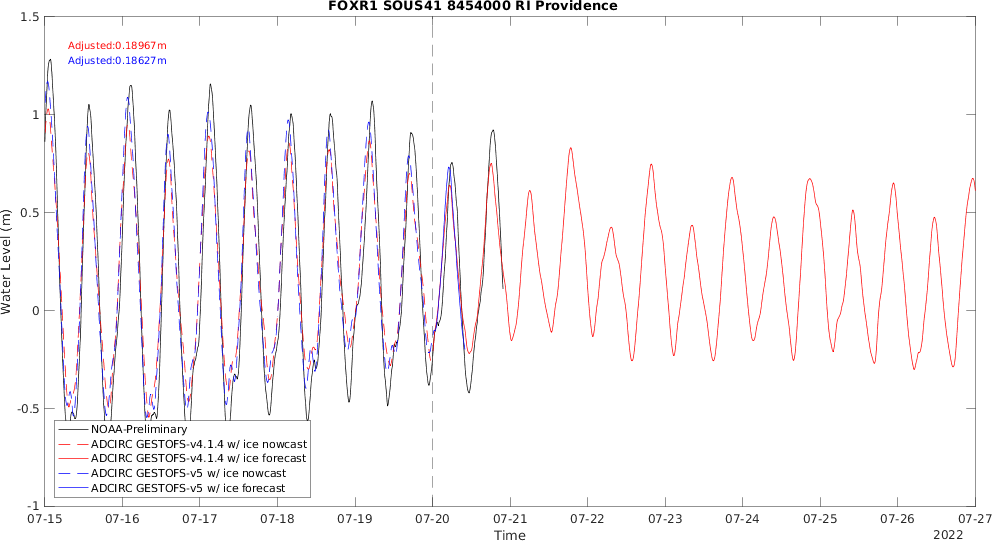 FOXR1 SOUS41 8454000 RI Providence
Adjusted:0.18967m
Adjusted:0.18627m
1.5
1
0.5
0
-0.5
-1
Water Level (m)
NOAA-Preliminary
ADCIRC GESTOFS-v4.1.4 w/ ice nowcast
ADCIRC GESTOFS-v4.1.4 w/ ice forecast
ADCIRC GESTOFS-v5 w/ ice nowcast
ADCIRC GESTOFS-v5 w/ ice forecast
07-15 07-16 07-17 07-18 07-19 07-20 07-21 07-22 07-23 07-24 07-25 07-26 07-27
Time
2022